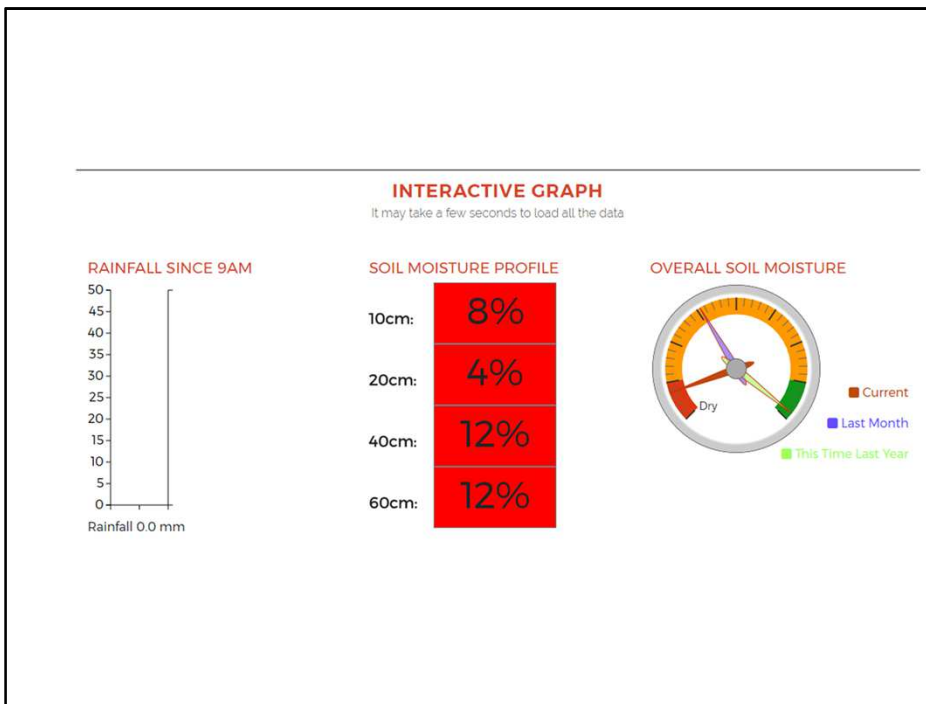 INTERACTIVE GRAPH
It may take a few seconds to load all the data
RAINFALL SINCE 9AM
50
45
40
35
30
25
20
15
10
5
0
Rainfall 0.0 mm
SOIL MOISTURE PROFILE
10cm: 8%
20cm: 4%
40cm: 12%
60cm: 12%
OVERALL SOIL MOISTURE
Dry
Current
Last Month
This Time Last Year